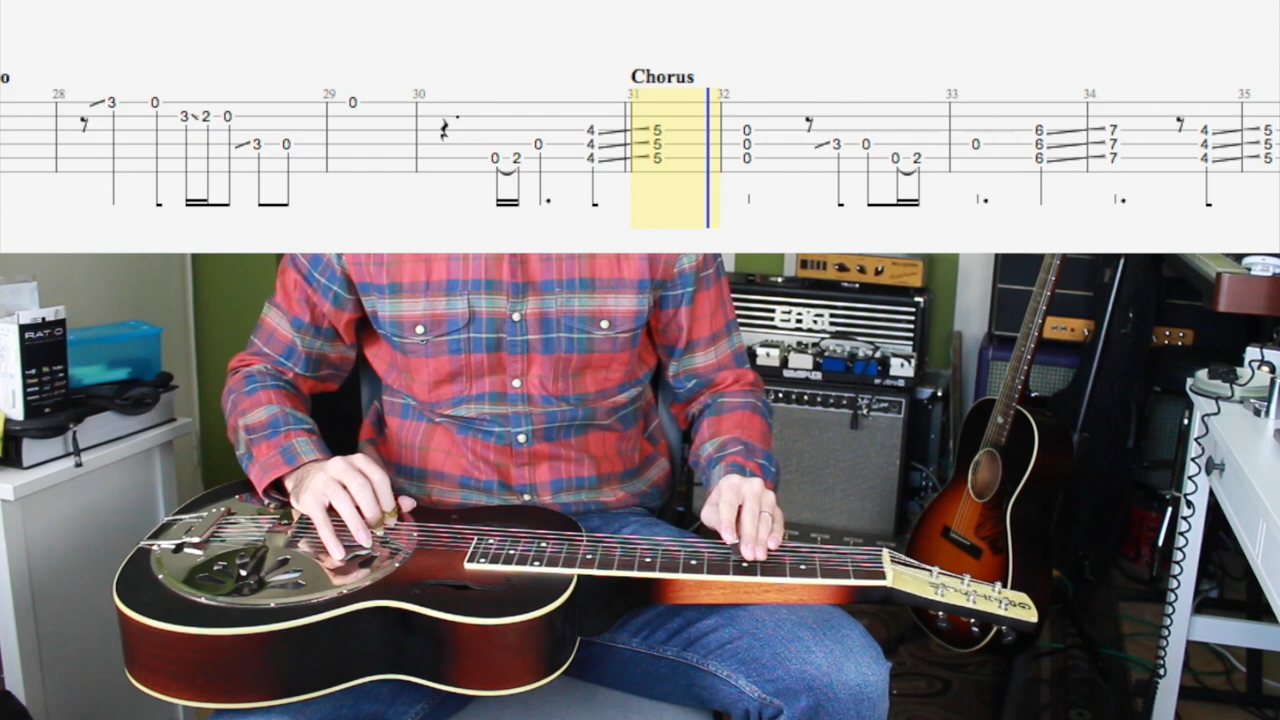 o
Chorus
28 29 30 31 32 33 34 35
3 0 0
3 2 0
4 5 0 6 7 4 5
3 0 0 4 5 0 3 0 0 6 7 4 5
0 2 4 5 0 0 2 6 7 4 5
ENGL